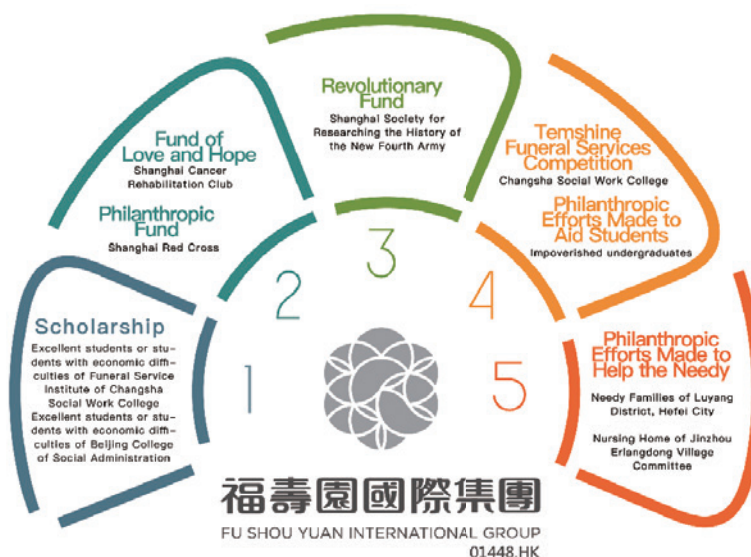 Scholarship
Excellent students or stu-
dents with economic diffi-
culties of Funeral Service
Institute of Changsha
Social Work College
Excellent students or stu-
dents with economic diffi-
culties of Beijing College
of Social Administration
1
Fund of
Love and Hope
Shanghai Cancer
Rehabilitation Club
Philanthropic
Fund
Shanghai Red Cross
2
Revolutionary
Fund
Shanghai Society for
Researching the History of
the New Fourth Army
3
Temshine
Funeral Services
Competition
Changsha Social Work College
Philanthropic
Efforts Made to
Aid Students
Impoverished undergraduates
4
Philanthropic
Efforts Made to
Help the Needy
Needy Families of Luyang
District, Hefei City
Nursing Home of Jinzhou
Erlangdong Village
Committee
5
福壽園國際集團
FU SHOU YUAN INTERNATIONAL GROUP
01448.HK